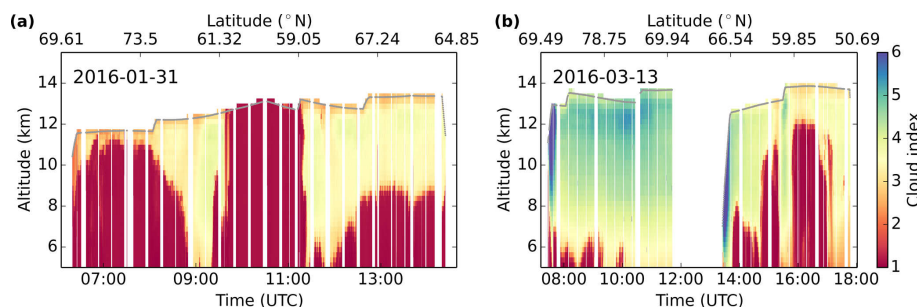 (a)
Latitude (°N)
69.61 73.5 61.32 59.05 67.24 64.85
2016-01-31
Altitude (km)
14
12
10
8
6
07:00 09:00 11:00 13:00
Time (UTC)
(b)
Latitude (°N)
69.49 78.75 69.94 66.54 59.85 50.69
2016-03-13
Altitude (km)
14
12
10
8
6
08:00 10:00 12:00 14:00 16:00 18:00
Time (UTC)
6
5
4
3
2
1
Cloud index